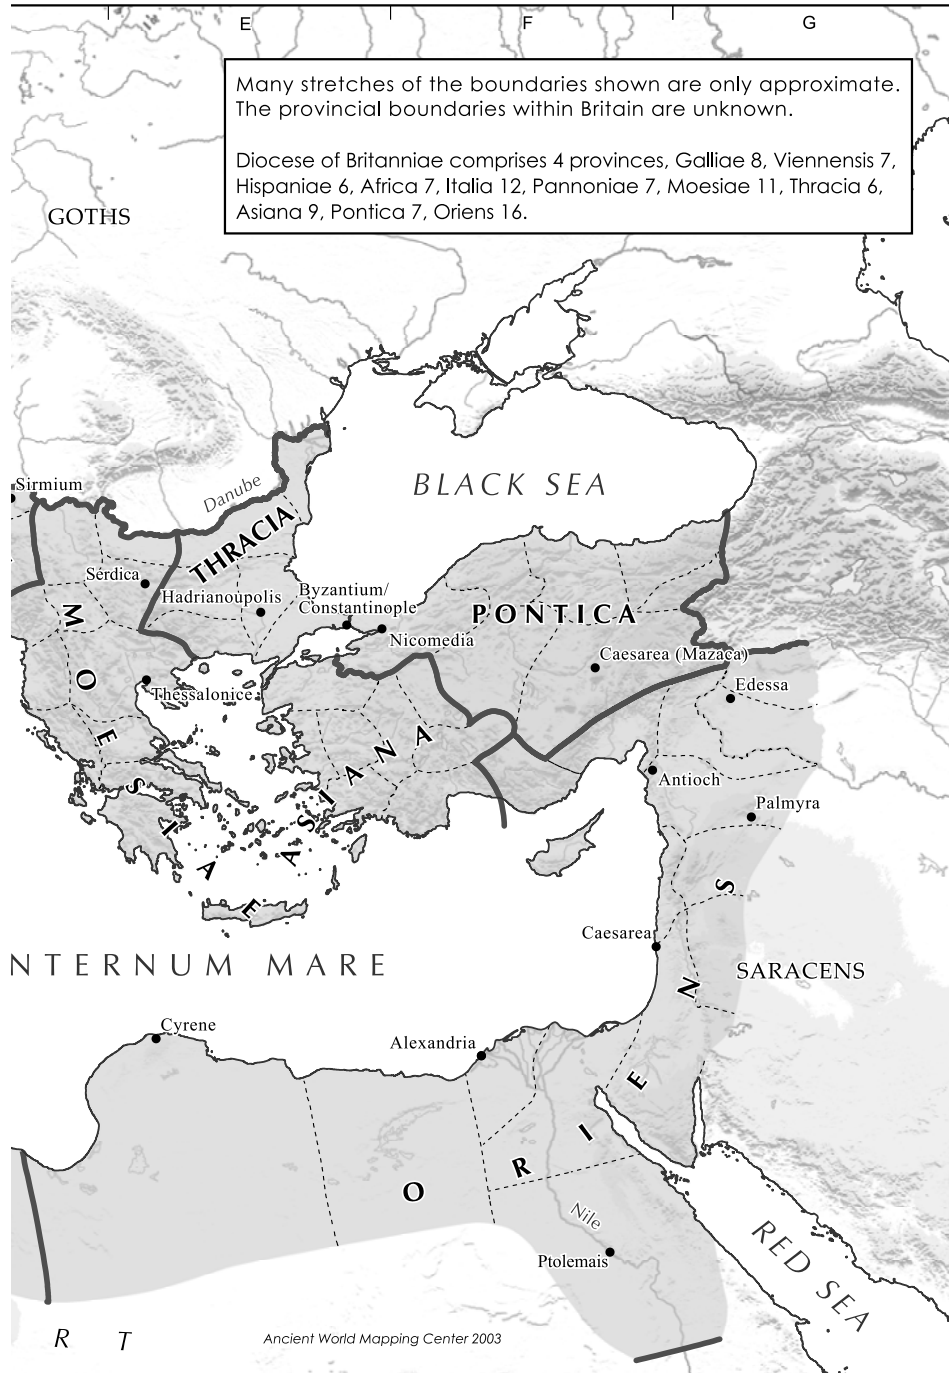 E
F
G
Many stretches of the boundaries shown are only approximate.
The provincial boundaries within Britain are unknown.
Diocese of Britanniae comprises 4 provinces, Galliae 8, Viennensis 7,
Hispaniae 6, Africa 7, Italia 12, Pannoniae 7, Moesiae 11, Thracia 6,
Asiana 9, Pontica 7, Oriens 16.
GOTHS
Sirmium
Danube
BLACK SEA
THRACIA
Serdica
Hadrianoupolis
Byzantium/
Constantinople
Nicomedia
PONTICA
MOESIAE
Caesarea (Mazaca)
Edessa
Thessalonice
ASIANA
Antioch
Palmyra
Caesarea
NTERNUM MARE
SARACENS
Cyrene
Alexandria
ORIENS
Nile
Ptolemais
RED SEA
R T
Ancient World Mapping Center 2003